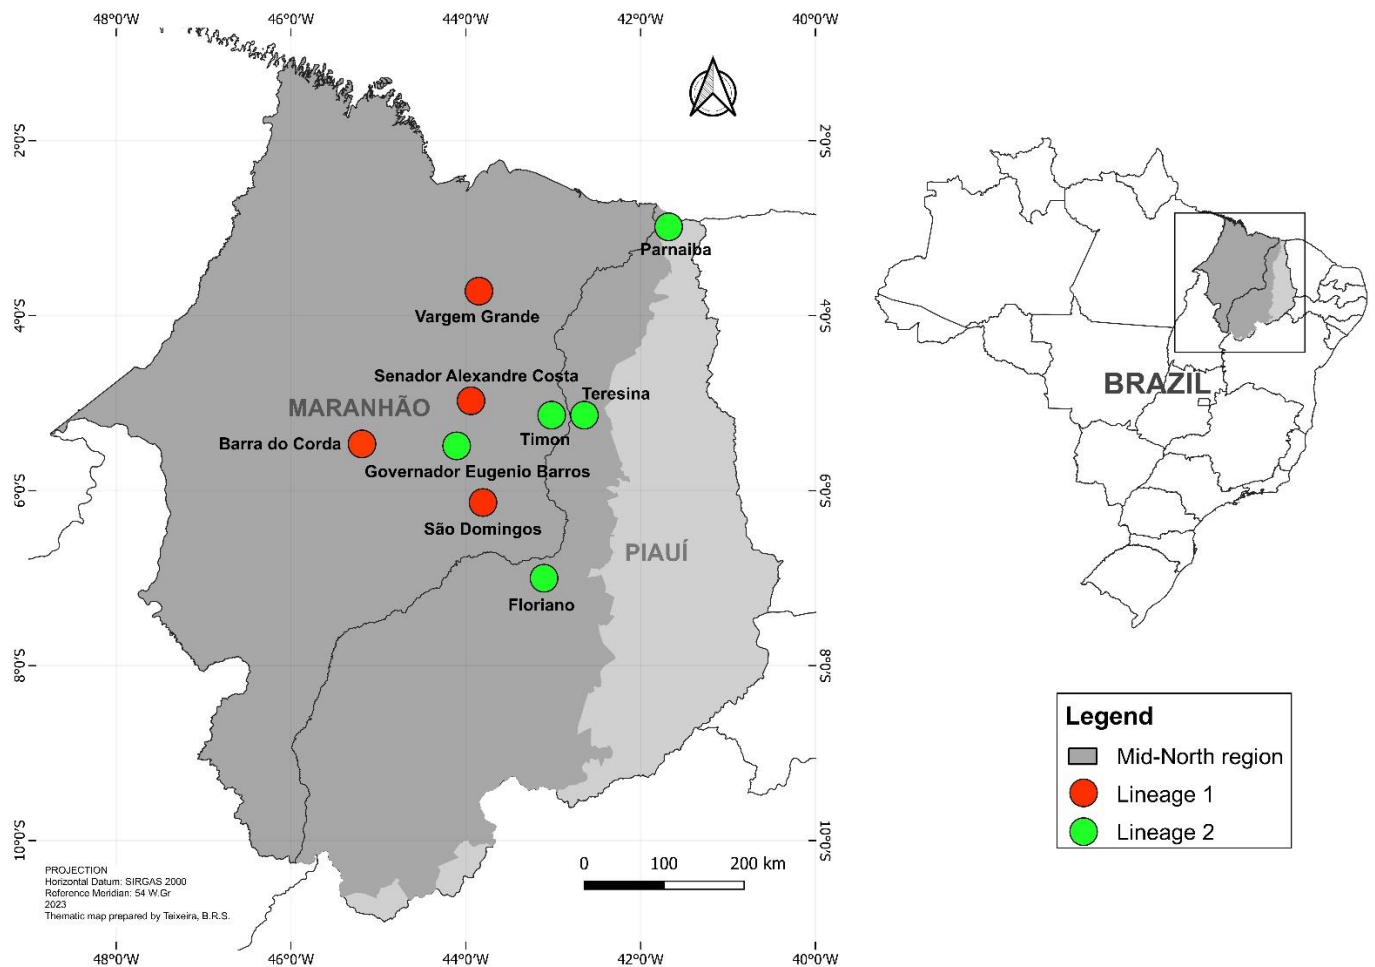 48°0'W 46°0'W 44°0'W 42°0'W 40°0'W
2°0'S
2°0'S
Parnaiba
Vargem Grande
4°0'S
4°0'S
Senador Alexandre Costa
Teresina
MARANHÃO
Timon
Barra do Corda
Governador Eugenio Barros
6°0'S
6°0'S
São Domingos
PIAUÍ
Floriano
8°0'S
8°0'S
10°0'S
10°0'S
0 100 200 km
PROJECTION
Horizontal Datum: SIRGAS 2000
Reference Meridian: 54 W.Gr
2023
Thematic map prepared by Teixeira, B.R.S.
48°0'W 46°0'W 44°0'W 42°0'W 40°0'W
BRAZIL
Legend
Mid-North region
Lineage 1
Lineage 2